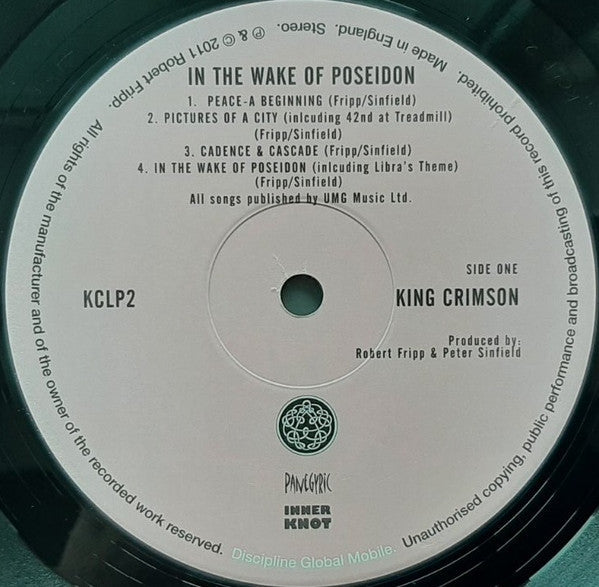 IN THE WAKE OF POSEIDON
1. PEACE-A BEGINNING (Fripp/Sinfield)
2. PICTURES OF A CITY (inlcuding 42nd at Treadmill)
(Fripp/Sinfield)
3. CADENCE & CASCADE (Fripp/Sinfield)
4. IN THE WAKE OF POSEIDON (inlcuding Libra's Theme)
(Fripp/Sinfield)
All songs published by UMG Music Ltd.
SIDE ONE
KCLP2
KING CRIMSON
Produced by:
Robert Fripp & Peter Sinfield
PANEGYRIC
INNER
KNOT
All rights of the manufacturer and of the owner of the recorded work reserved. Discipline Global Mobile. Unauthorised copying, public performance and broadcasting of this record prohibited. Made in England. Stereo. ℗ & © 2011 Robert Fripp.